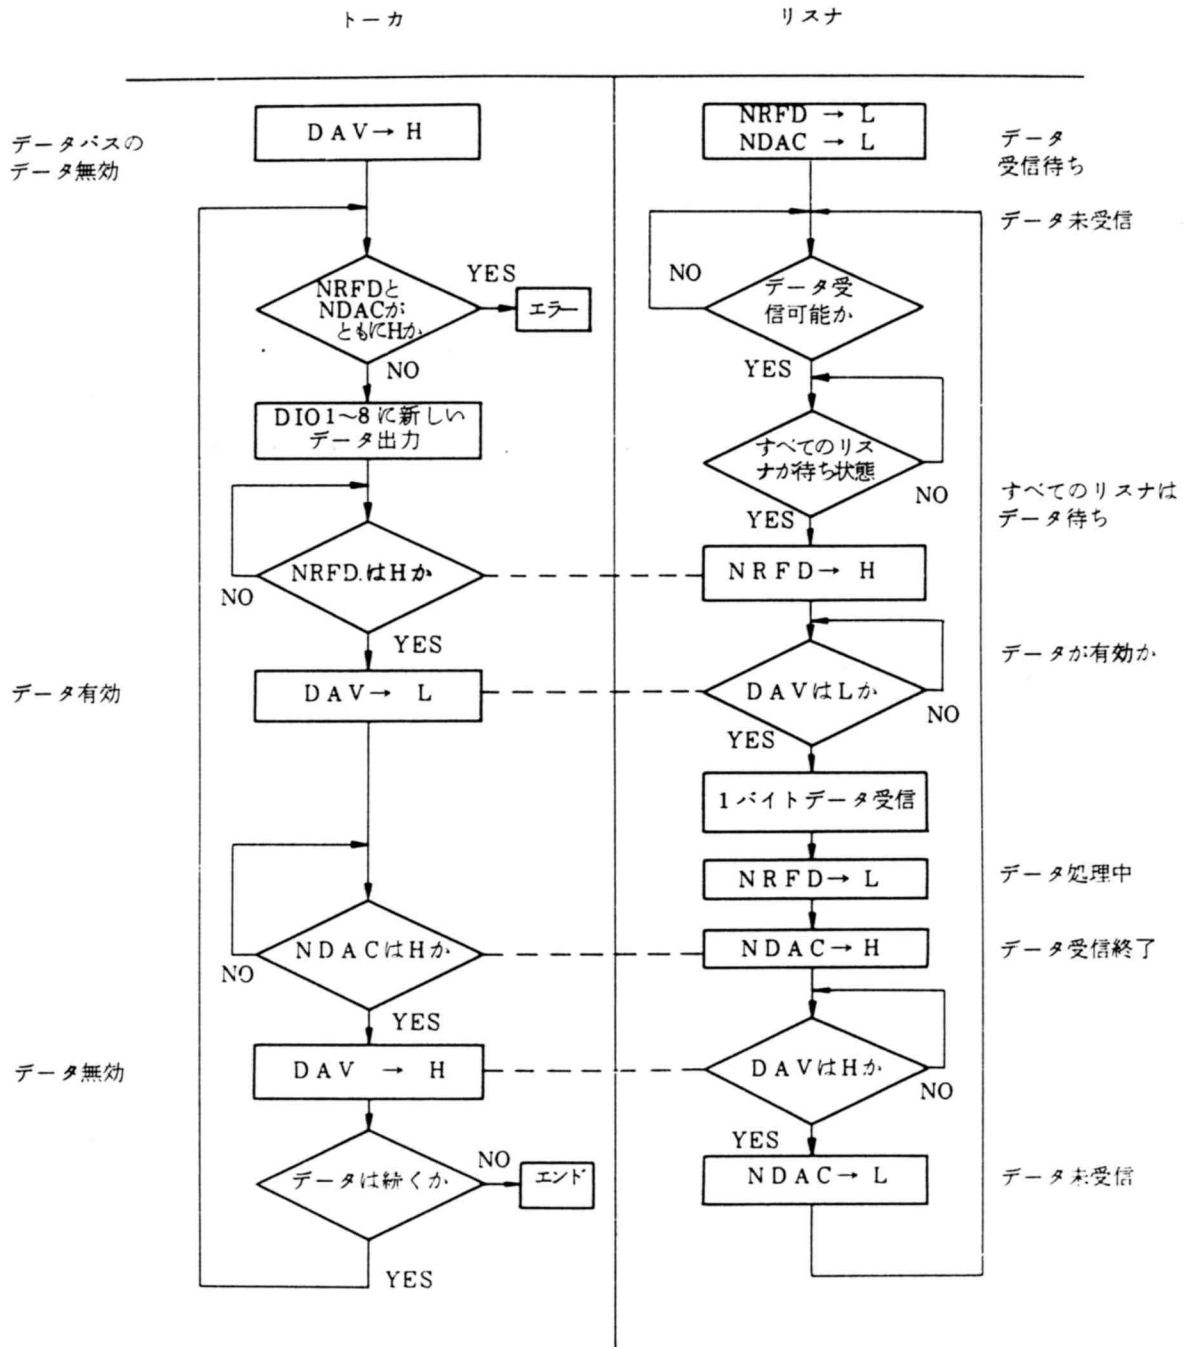 トーカ
リスナ
データバスの
データ無効
DAV→ H
NRFDと
NDACが
ともにHか
YES
エラー
NO
DIO1～8に新しい
データ出力
NRFD.はHか
NO
YES
データ有効
DAV→ L
NDACはHか
NO
YES
データ無効
DAV → H
データは続くか
NO
エンド
YES
NRFD → L
NDAC → L
データ
受信待ち
データ未受信
NO
データ受
信可能か
YES
すべてのリス
ナが待ち状態
NO
YES
すべてのリスナは
データ待ち
NRFD→ H
データが有効か
DAVはLか
NO
YES
1バイトデータ受信
NRFD→ L
データ処理中
NDAC→H
データ受信終了
DAVはHか
NO
YES
NDAC→ L
データ未受信